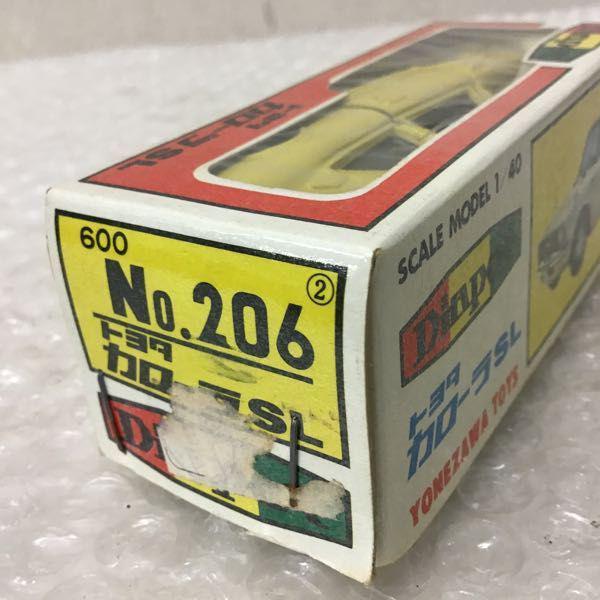 600
②
No.206
トヨタ
カローラSL
SCALE MODEL 1/40
トヨタ
カローラSL
YONEZAWA TOYS